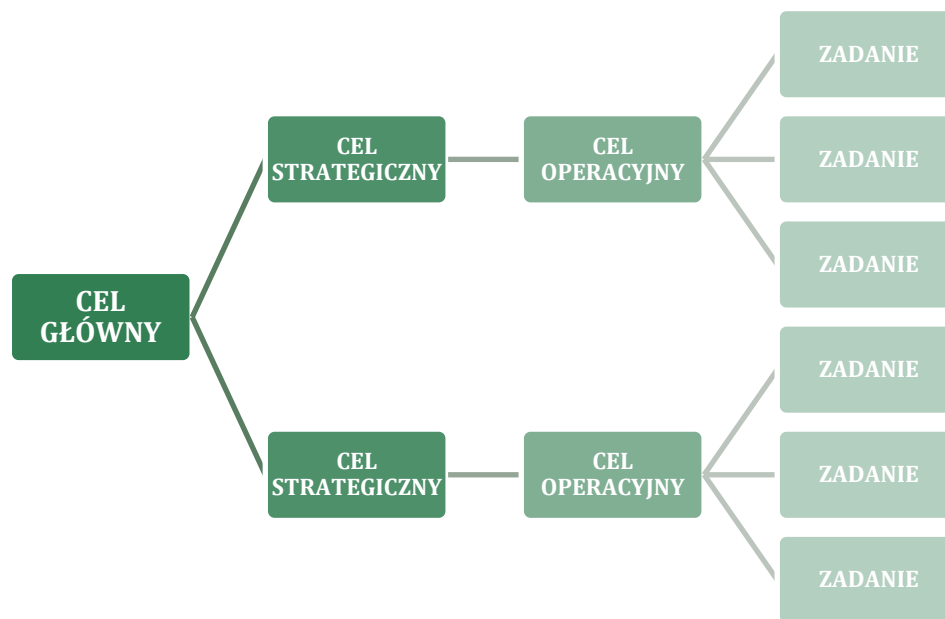 ZADANIE
CEL
STRATEGICZNY
CEL
OPERACYJNY
ZADANIE
ZADANIE
CEL
GŁÓWNY
ZADANIE
CEL
STRATEGICZNY
CEL
OPERACYJNY
ZADANIE
ZADANIE